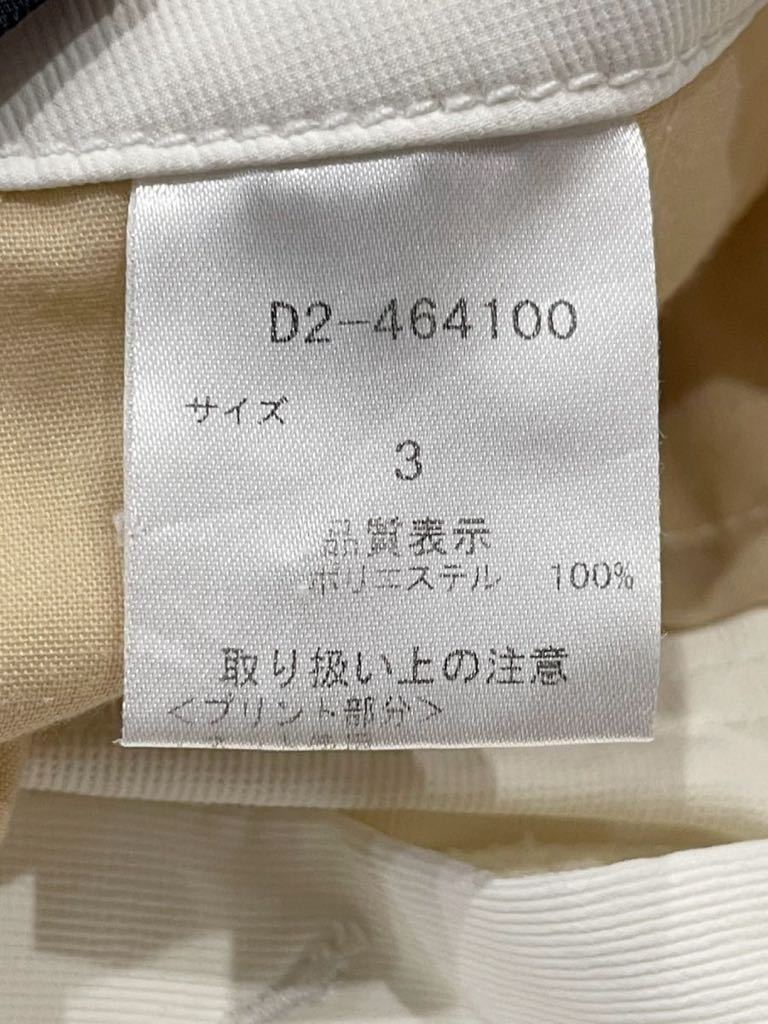 D2-464100
サイズ
3
品質表示
ポリエステル 100%
取り扱い上の注意
<プリント部分>